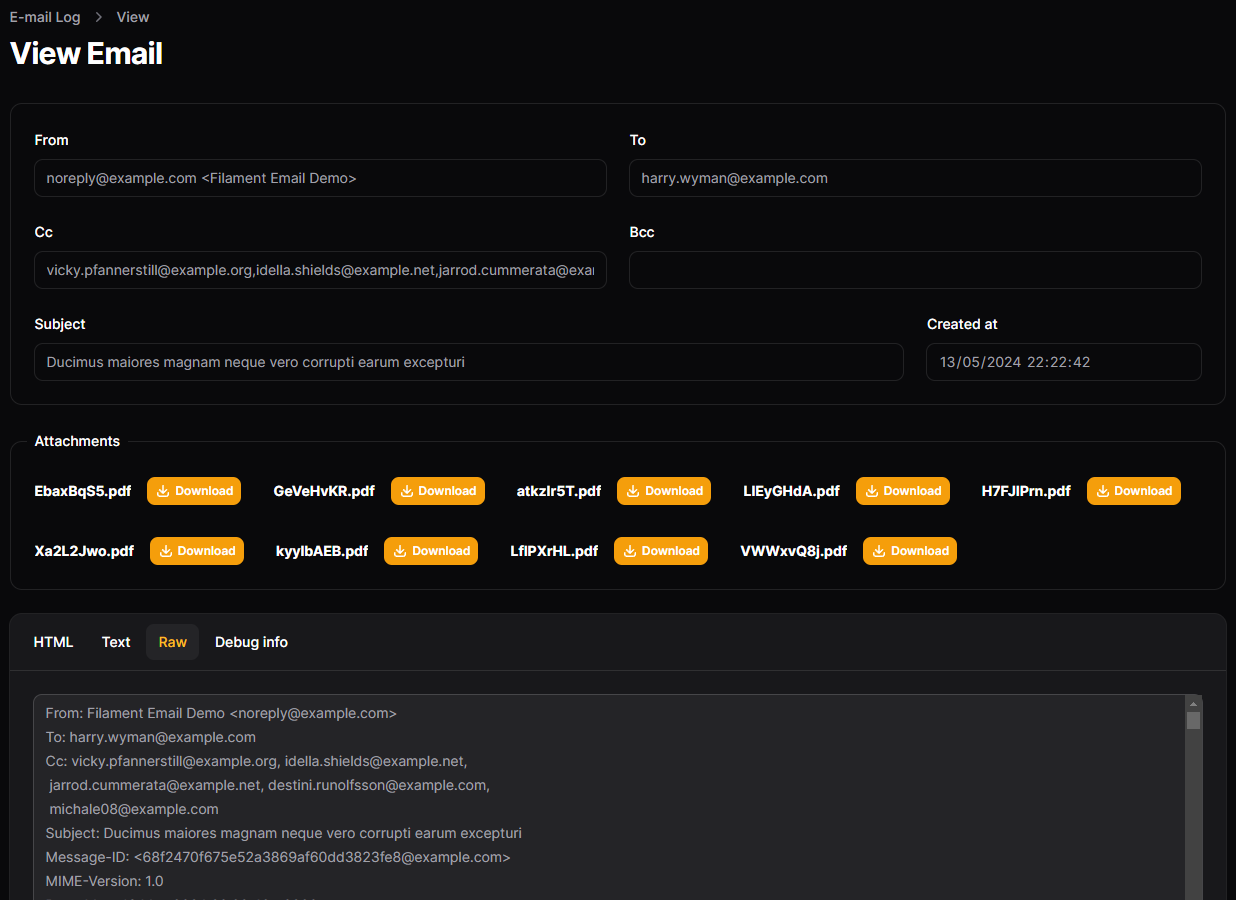 E-mail Log > View
View Email
From
To
noreply@example.com <Filament Email Demo>
harry.wyman@example.com
Cc
Bcc
vicky.pfannerstill@example.org,idella.shields@example.net,jarrod.cummerata@exa
Subject
Created at
Ducimus maiores magnam neque vero corrupti earum excepturi
13/05/2024 22:22:42
Attachments
EbaxBqS5.pdf Download GeVeHvKR.pdf Download atkzIr5T.pdf Download LIEyGHdA.pdf Download H7FJIPrn.pdf Download
Xa2L2Jwo.pdf Download kyyIbAEB.pdf Download LfIPXrHL.pdf Download VWWxvQ8j.pdf Download
HTML Text Raw Debug info
From: Filament Email Demo <noreply@example.com>
To: harry.wyman@example.com
Cc: vicky.pfannerstill@example.org, idella.shields@example.net,
jarrod.cummerata@example.net, destini.runolfsson@example.com,
michale08@example.com
Subject: Ducimus maiores magnam neque vero corrupti earum excepturi
Message-ID: <68f2470f675e52a3869af60dd3823fe8@example.com>
MIME-Version: 1.0